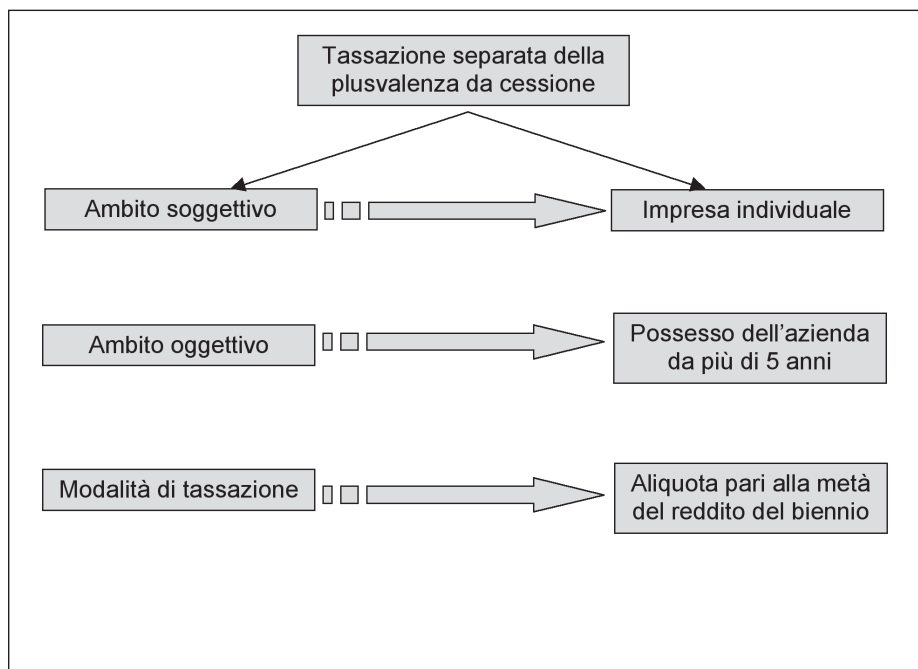 Tassazione separata della
plusvalenza da cessione
Ambito soggettivo
Impresa individuale
Ambito oggettivo
Possesso dell'azienda
da più di 5 anni
Modalità di tassazione
Aliquota pari alla metà
del reddito del biennio